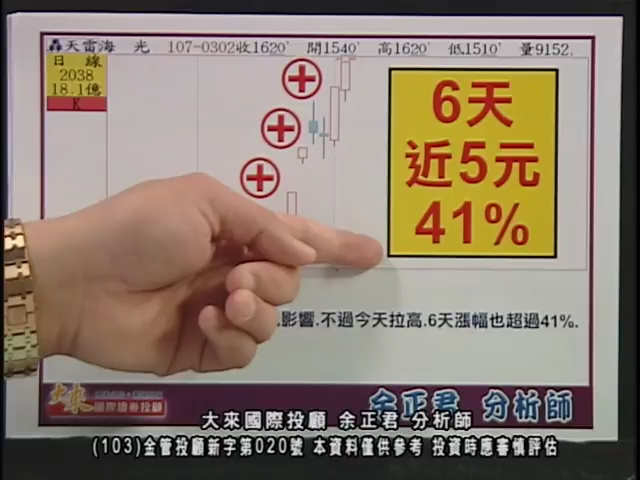 天雷海 光 107-0302收1620' 開1540' 高1620' 低1510' 量9152.
日 線
2038
18.1億
K
6天
近5元
41%
影響.不過今天拉高.6天漲幅也超過41%.
大來
國際證券投顧
余正君 分析師
大來國際投顧 余正君 分析師
(103)金管投顧新字第020號 本資料僅供參考 投資時應審慎評估